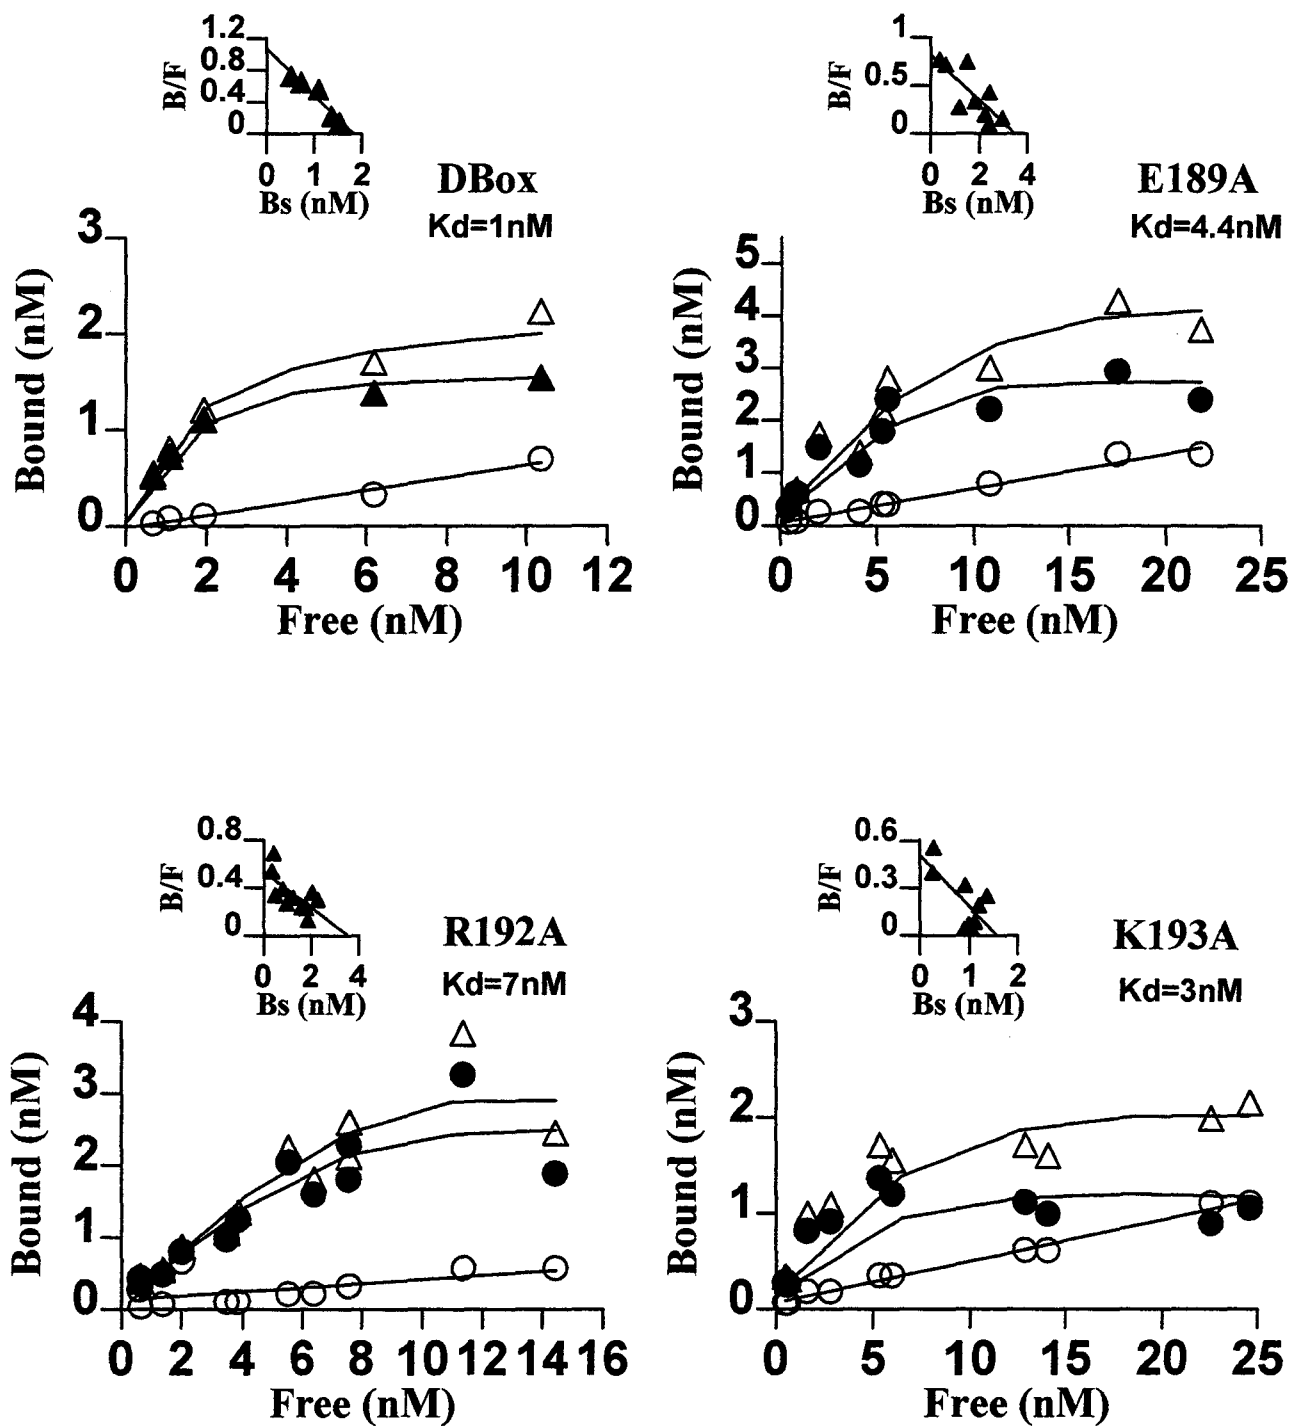 1.2
0.8
0.4
0
B/F
0 1 2
Bs (nM)
DBox
Kd=1nM
3
2
1
0
Bound (nM)
0 2 4 6 8 10 12
Free (nM)
1
0.5
0
B/F
0 2 4
Bs (nM)
E189A
Kd=4.4nM
5
4
3
2
1
0
Bound (nM)
0 5 10 15 20 25
Free (nM)
0.8
0.4
0
B/F
0 2 4
Bs (nM)
R192A
Kd=7nM
4
3
2
1
0
Bound (nM)
0 2 4 6 8 10 12 14 16
Free (nM)
0.6
0.3
0
B/F
0 1 2
Bs (nM)
K193A
Kd=3nM
3
2
1
0
Bound (nM)
0 5 10 15 20 25
Free (nM)